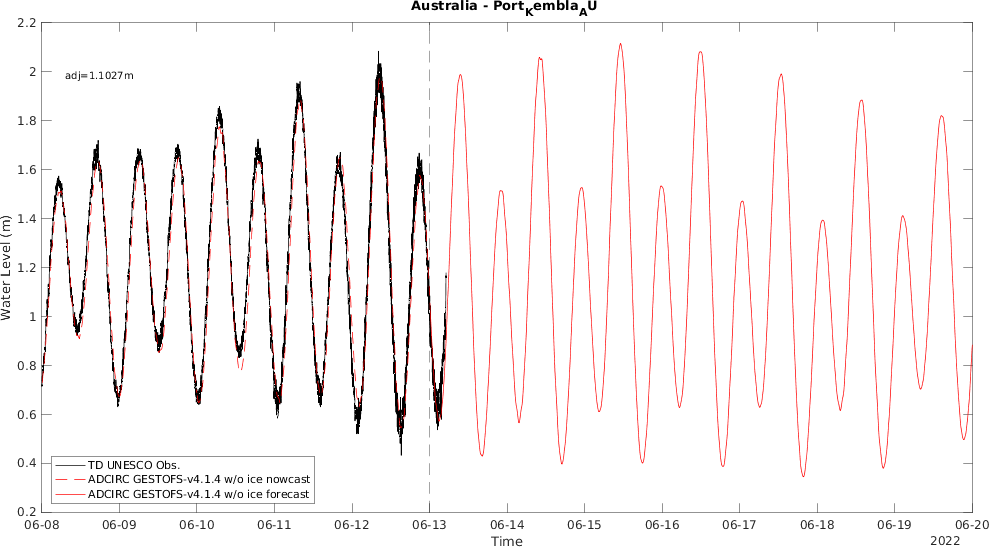 Australia - PortKemblaAU
2.2
2
1.8
1.6
1.4
1.2
1
0.8
0.6
0.4
0.2
Water Level (m)
adj=1.1027m
TD UNESCO Obs.
ADCIRC GESTOFS-v4.1.4 w/o ice nowcast
ADCIRC GESTOFS-v4.1.4 w/o ice forecast
06-08 06-09 06-10 06-11 06-12 06-13 06-14 06-15 06-16 06-17 06-18 06-19 06-20
Time
2022